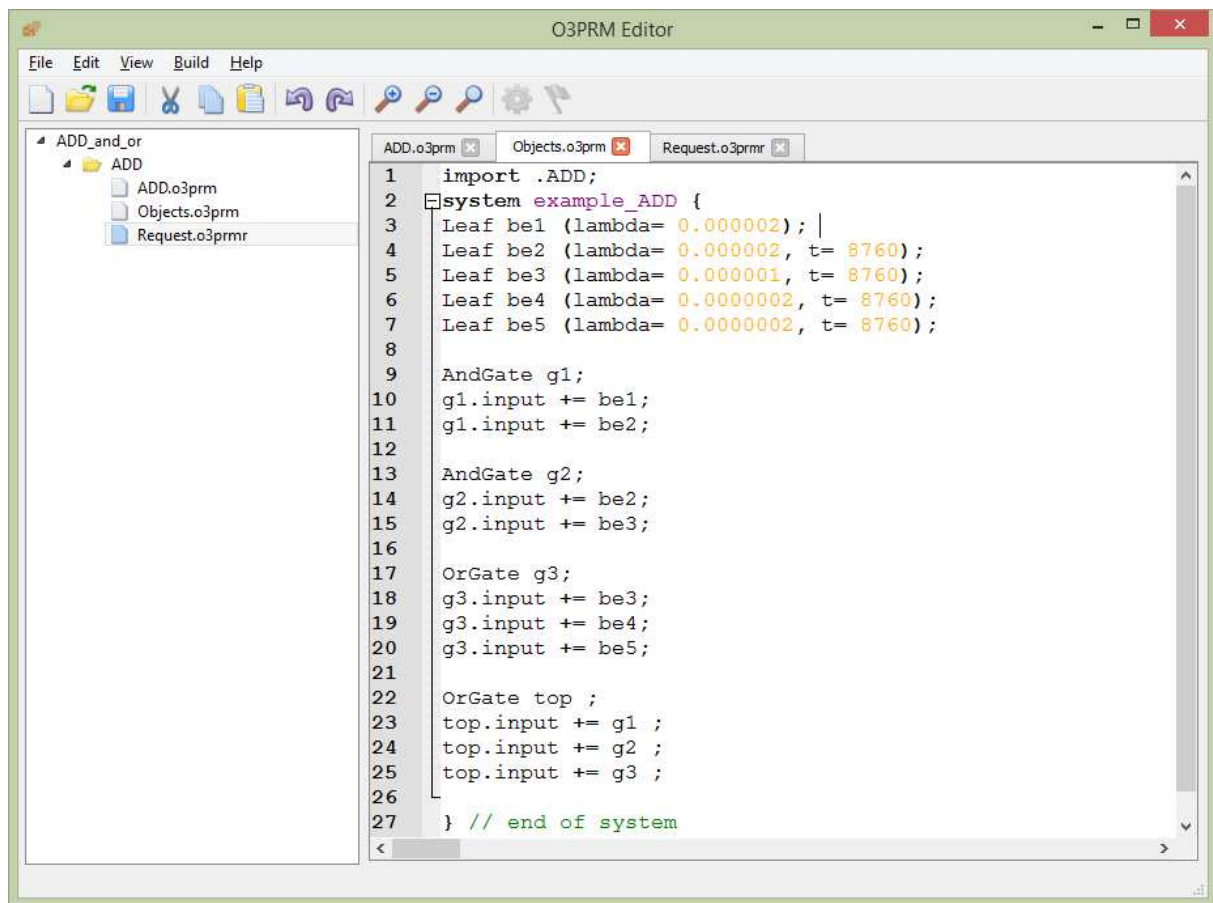 O3PRM Editor
File Edit View Build Help
ADD_and_or
ADD
ADD.o3prm
Objects.o3prm
Request.o3prmr
ADD.o3prm Objects.o3prm Request.o3prmr
1 import .ADD;
2 system example_ADD {
3 Leaf be1 (lambda= 0.000002);
4 Leaf be2 (lambda= 0.000002, t= 8760);
5 Leaf be3 (lambda= 0.000001, t= 8760);
6 Leaf be4 (lambda= 0.0000002, t= 8760);
7 Leaf be5 (lambda= 0.0000002, t= 8760);
8
9 AndGate g1;
10 g1.input += be1;
11 g1.input += be2;
12
13 AndGate g2;
14 g2.input += be2;
15 g2.input += be3;
16
17 OrGate g3;
18 g3.input += be3;
19 g3.input += be4;
20 g3.input += be5;
21
22 OrGate top ;
23 top.input += g1 ;
24 top.input += g2 ;
25 top.input += g3 ;
26
27 } // end of system